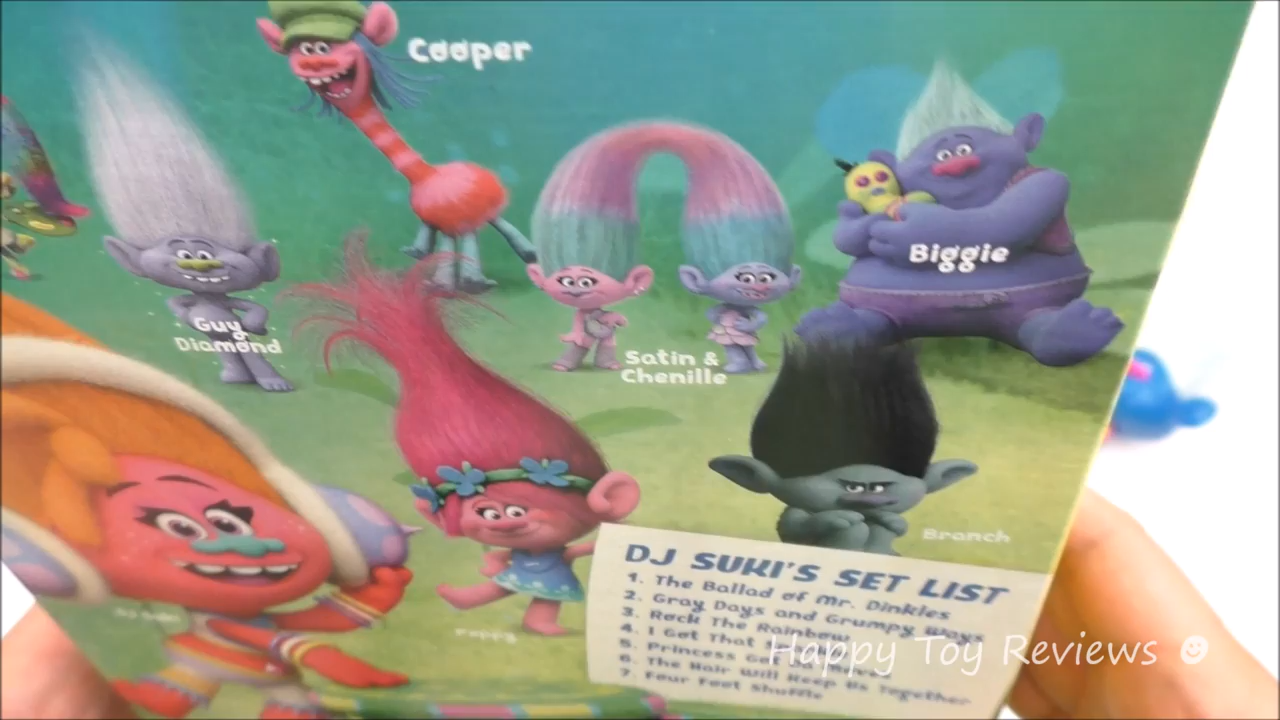 Cooper
Guy
Diamond
Satin &
Chenille
Biggie
Branch
Poppy
DJ SUKI'S SET LIST
1. The Ballad of Mr. Dinkles
2. Gray Days and Grumpy Ways
3. Rock The Rainbow
4. I Got That
5. Princess
6. The Hair Will Keep Us Together
7. Four Foot Shuffle
Happy Toy Reviews